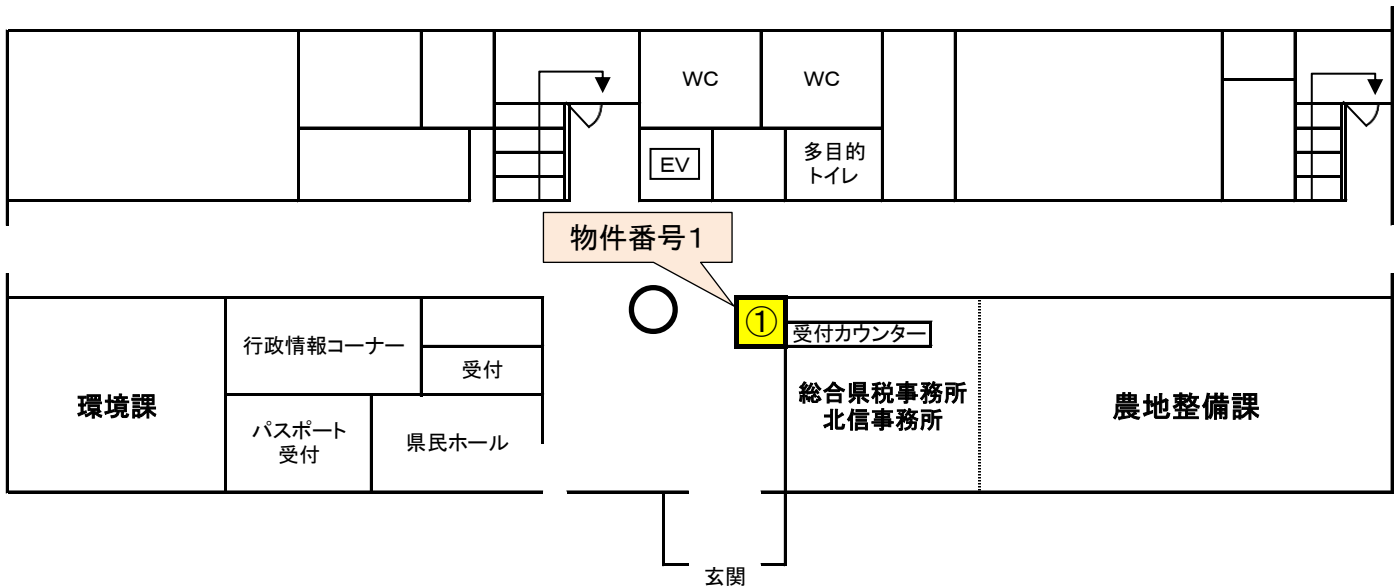 WC
WC
EV
多目的
トイレ
物件番号1
①
受付カウンター
行政情報コーナー
受付
環境課
パスポート
受付
県民ホール
総合県税事務所
北信事務所
農地整備課
玄関